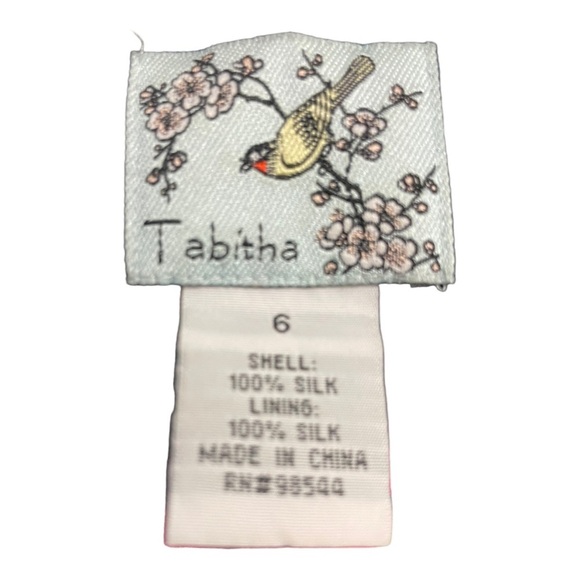 Tabitha
6
SHELL:
100% SILK
LINING:
100% SILK
MADE IN CHINA
RN#98544